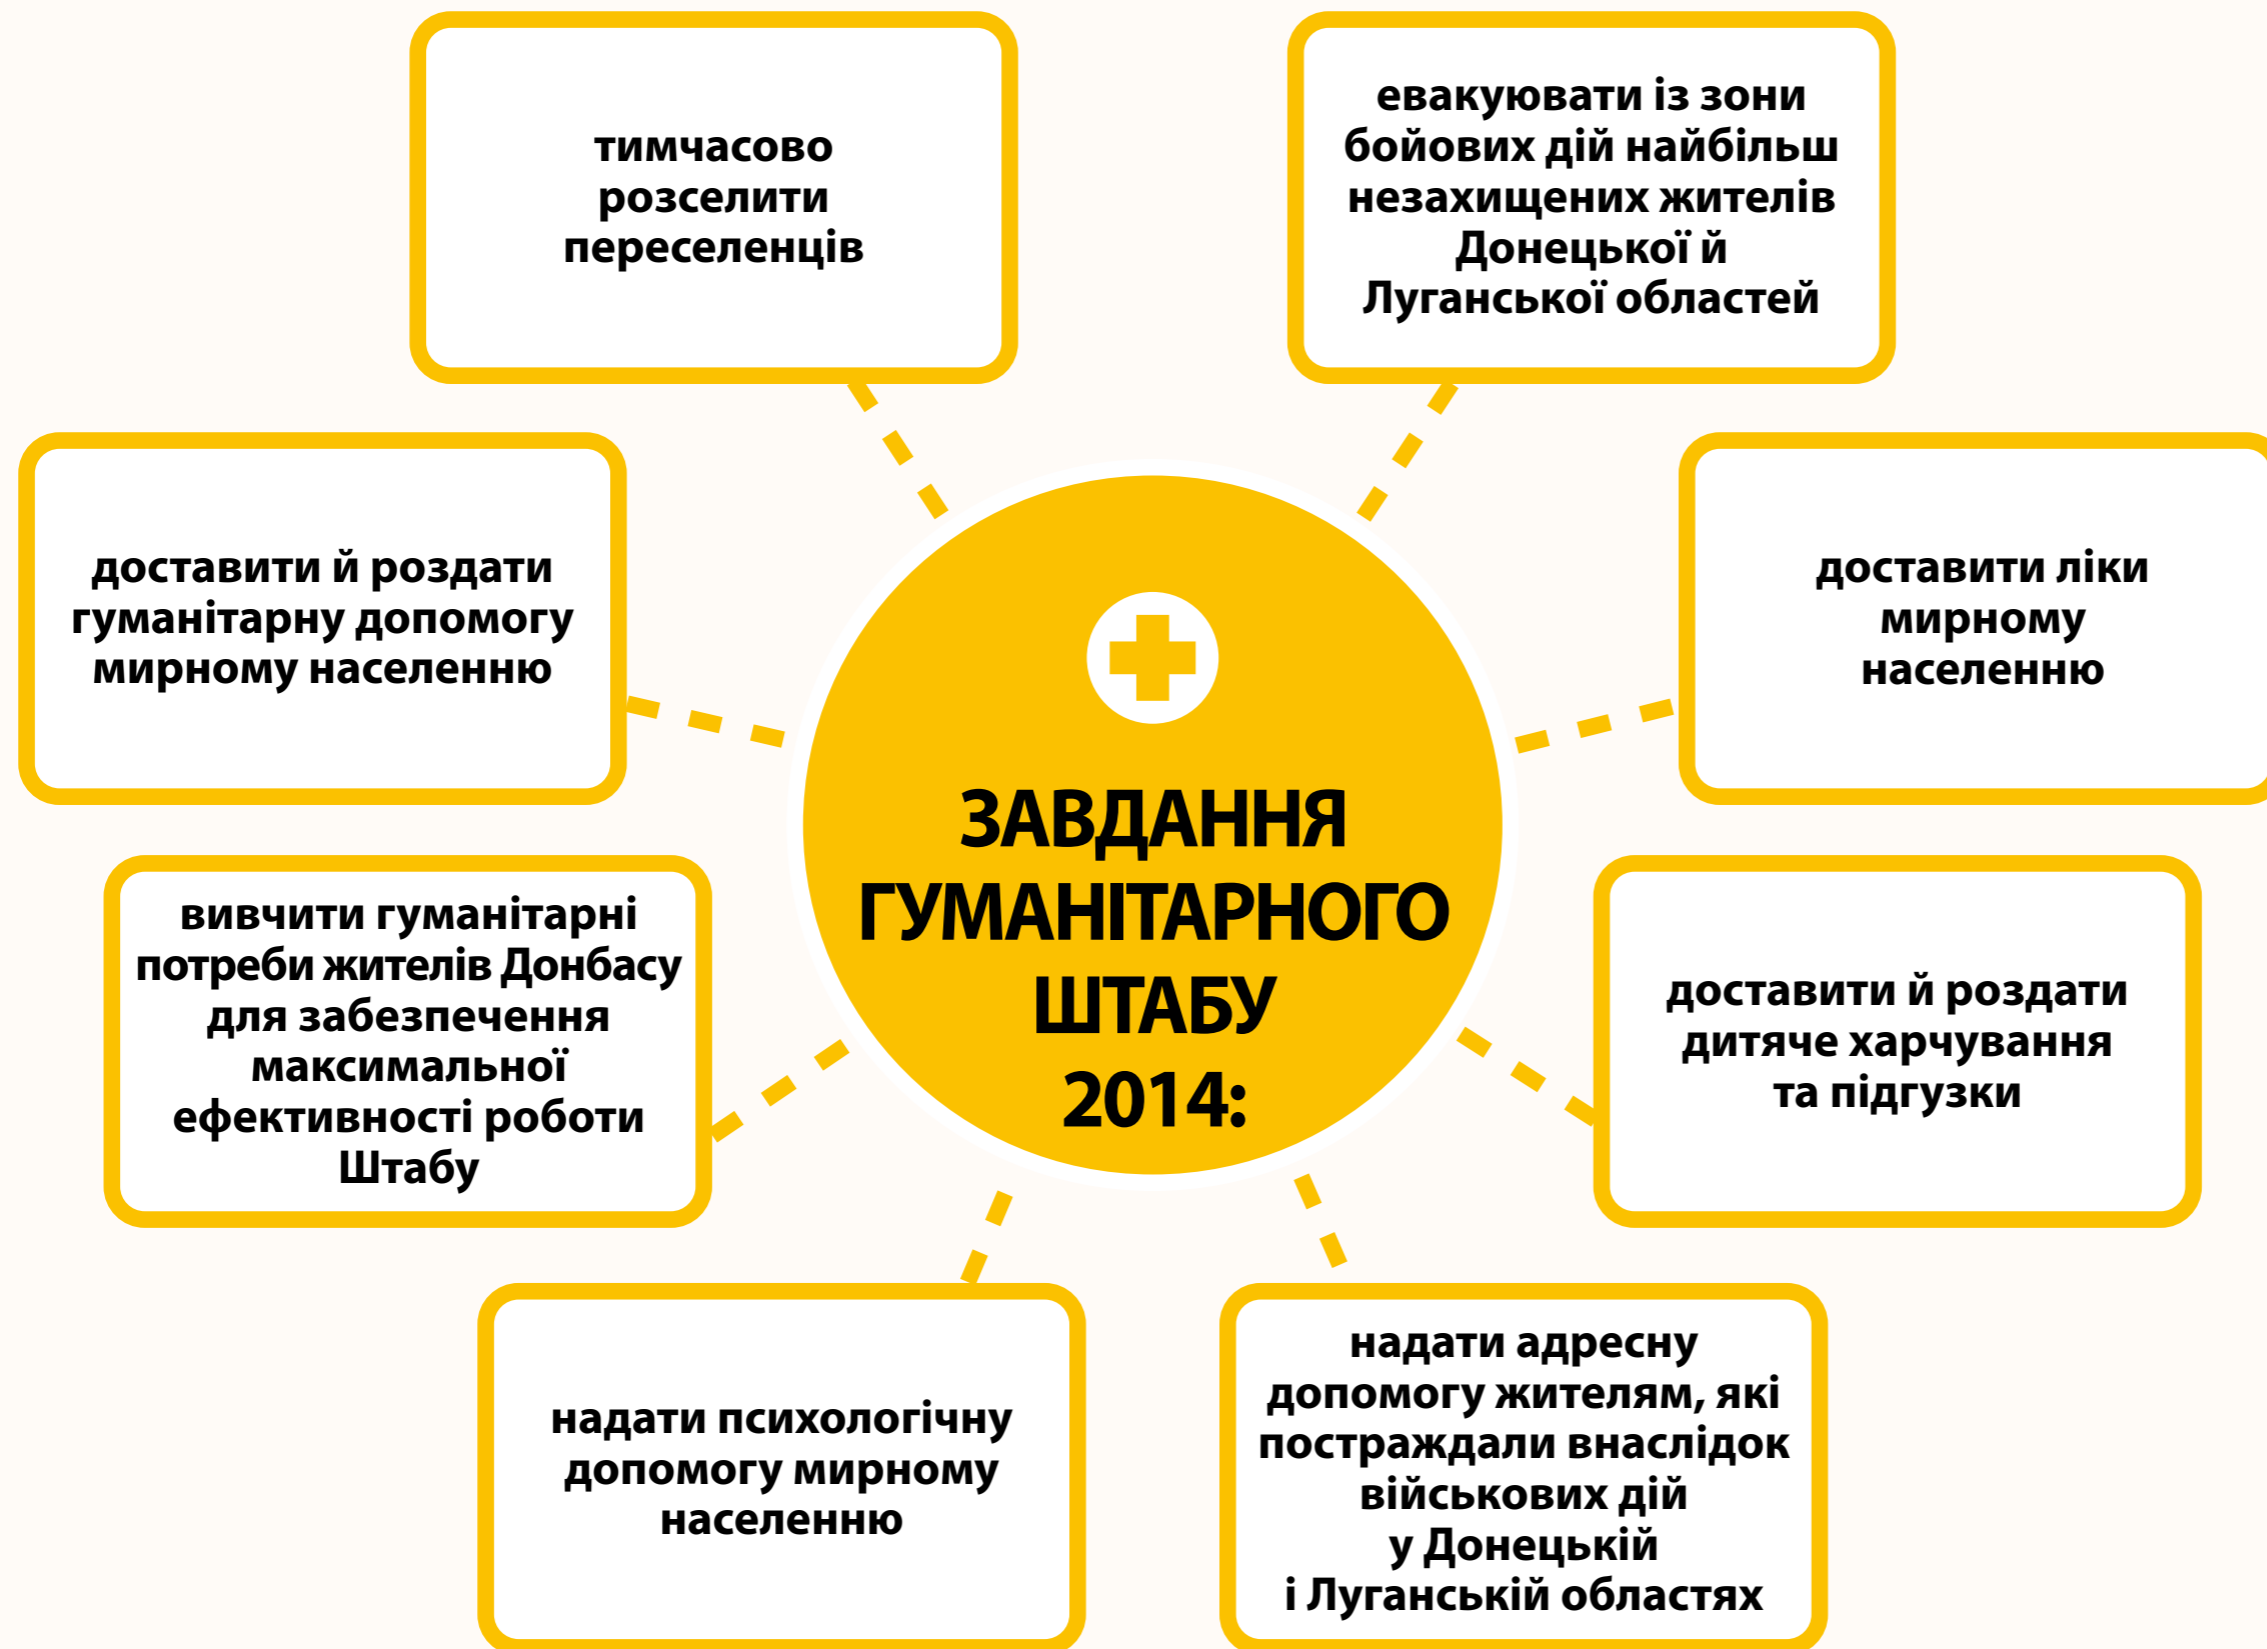 тимчасово
розселити
переселенців
евакуювати із зони
бойових дій найбільш
незахищених жителів
Донецької й
Луганської областей
доставити й роздати
гуманітарну допомогу
мирному населенню
доставити ліки
мирному
населенню
ЗАВДАННЯ
ГУМАНІТАРНОГО
ШТАБУ
2014:
вивчити гуманітарні
потреби жителів Донбасу
для забезпечення
максимальної
ефективності роботи
Штабу
доставити й роздати
дитяче харчування
та підгузки
надати психологічну
допомогу мирному
населенню
надати адресну
допомогу жителям, які
постраждали внаслідок
військових дій
у Донецькій
і Луганській областях